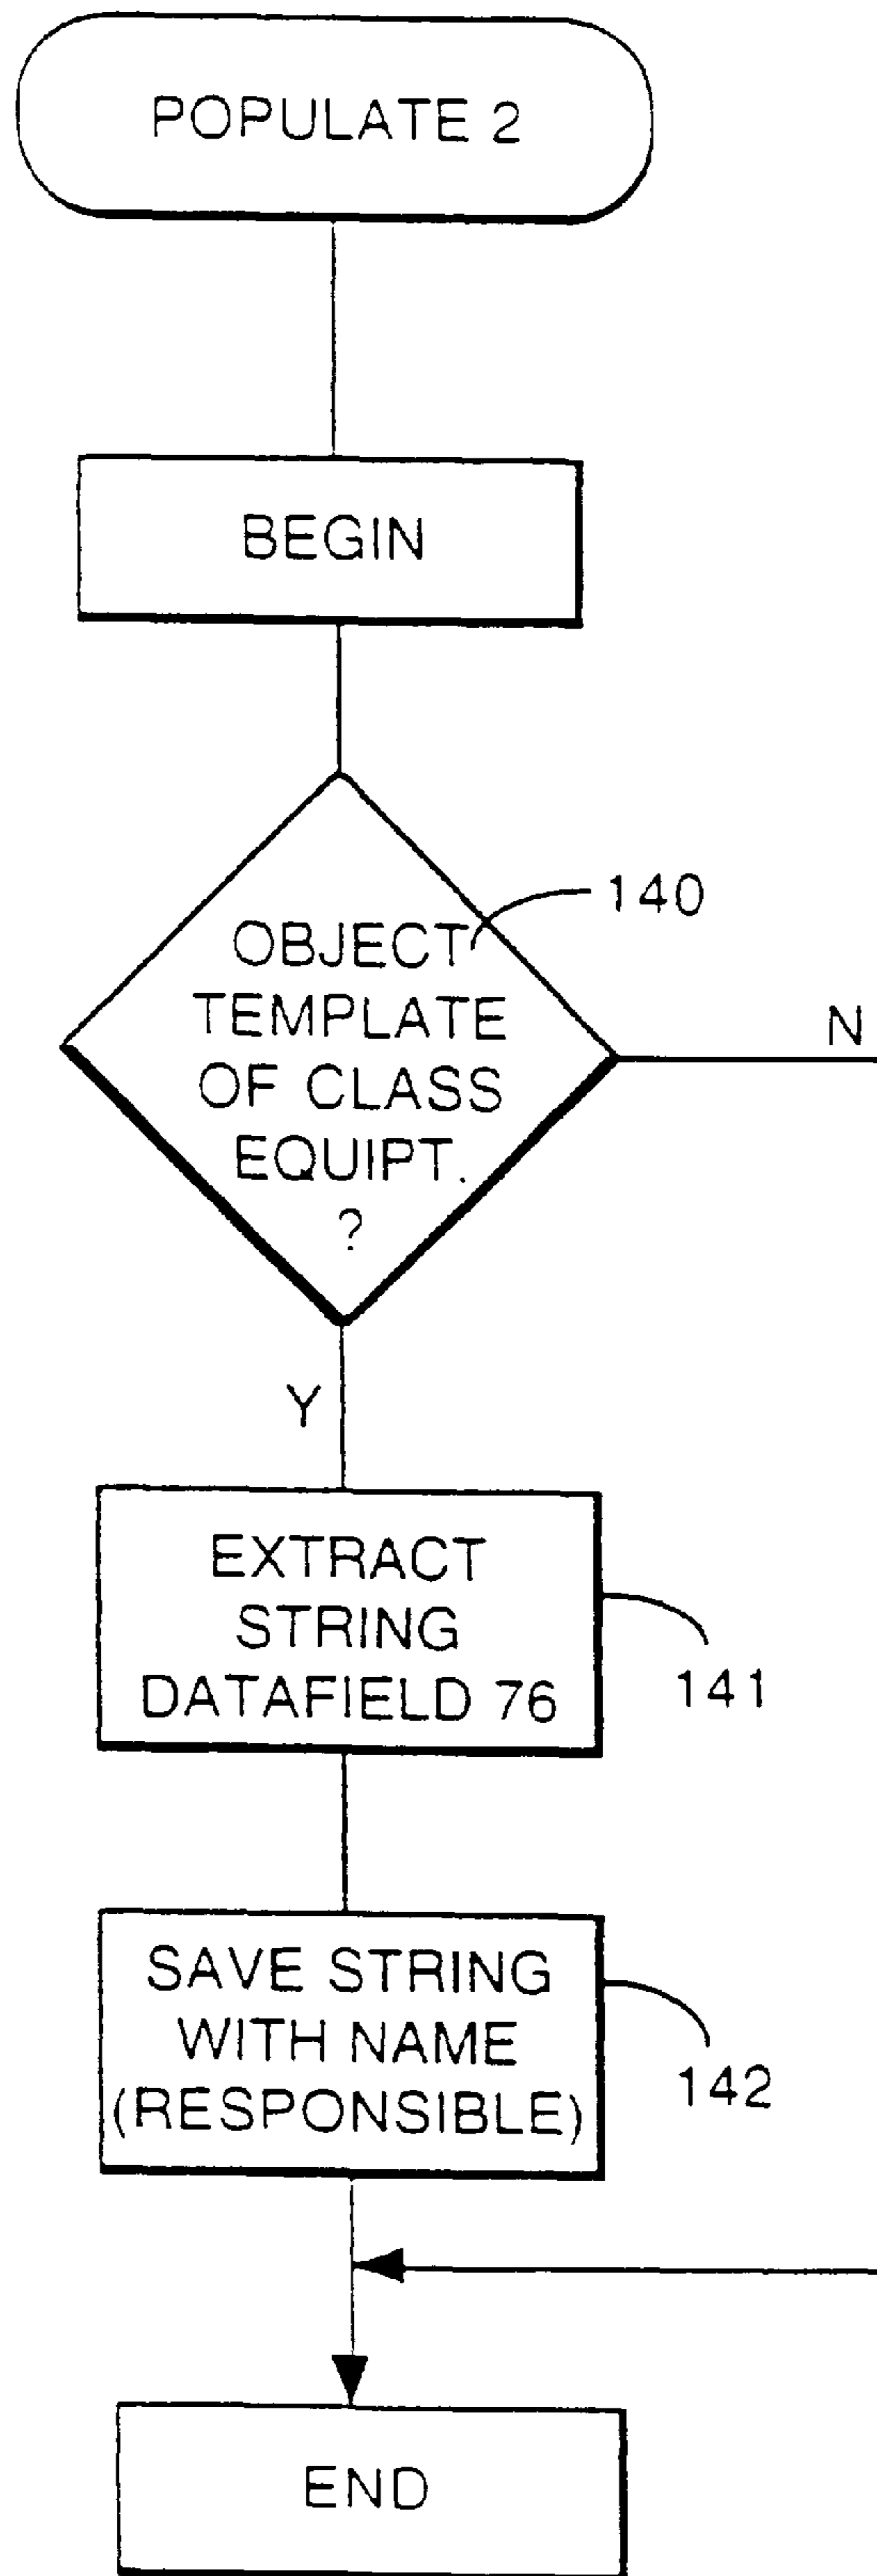 POPULATE 2
BEGIN
140
OBJECT
TEMPLATE
OF CLASS
EQUIPT.
?
N
Y
EXTRACT
STRING
DATAFIELD 76
141
SAVE STRING
WITH NAME
(RESPONSIBLE)
142
END